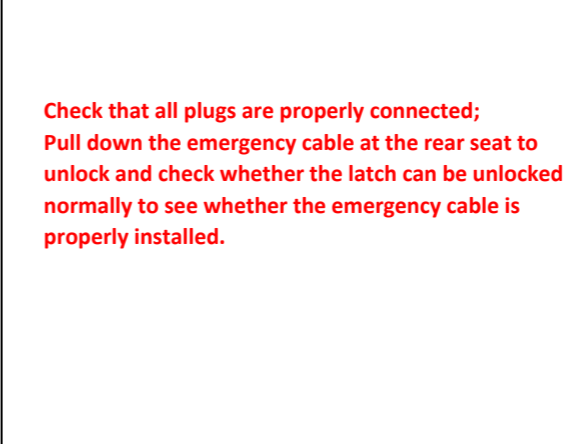 Check that all plugs are properly connected;
Pull down the emergency cable at the rear seat to
unlock and check whether the latch can be unlocked
normally to see whether the emergency cable is
properly installed.